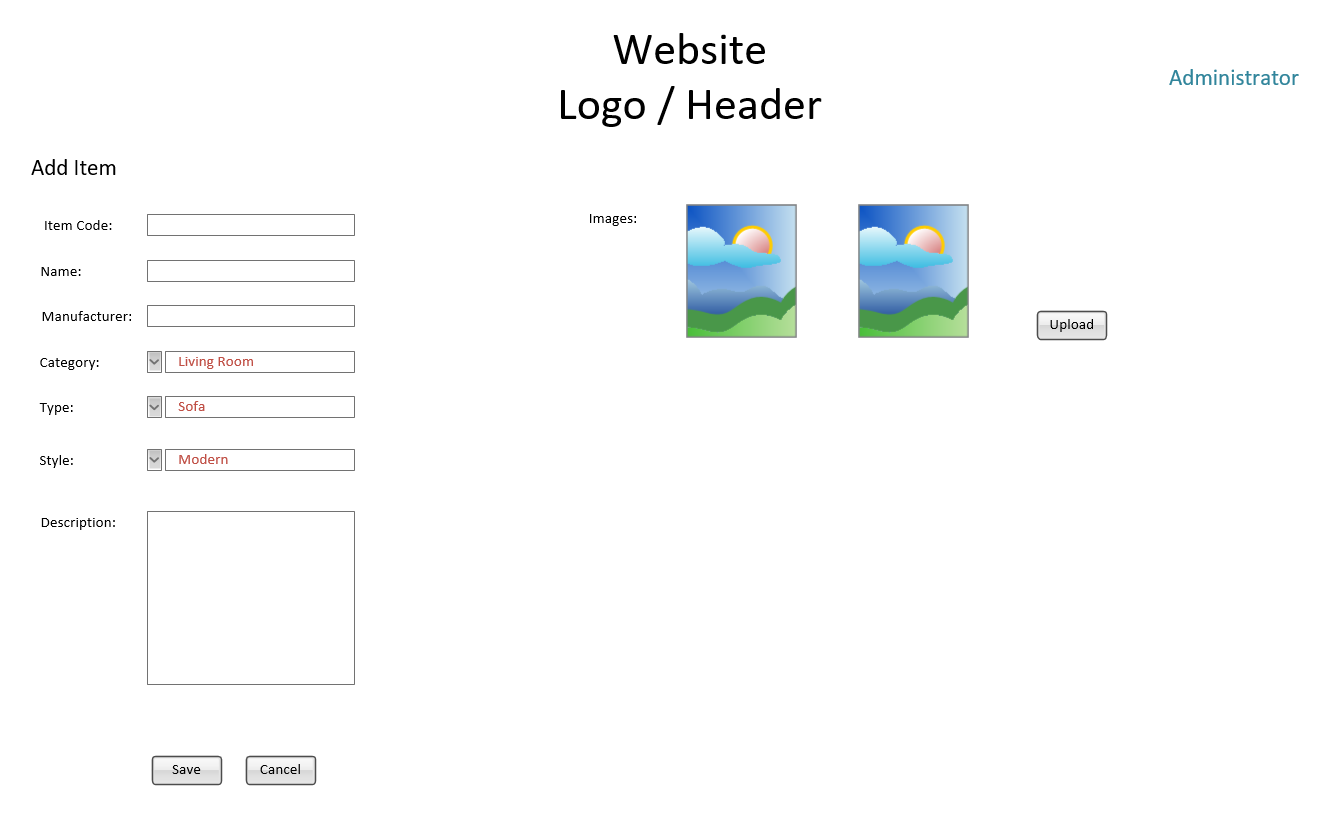 Website
Logo / Header
Administrator
Add Item
Item Code:
Name:
Manufacturer:
Category:
Living Room
Type:
Sofa
Style:
Modern
Description:
Save
Cancel
Images:
Upload